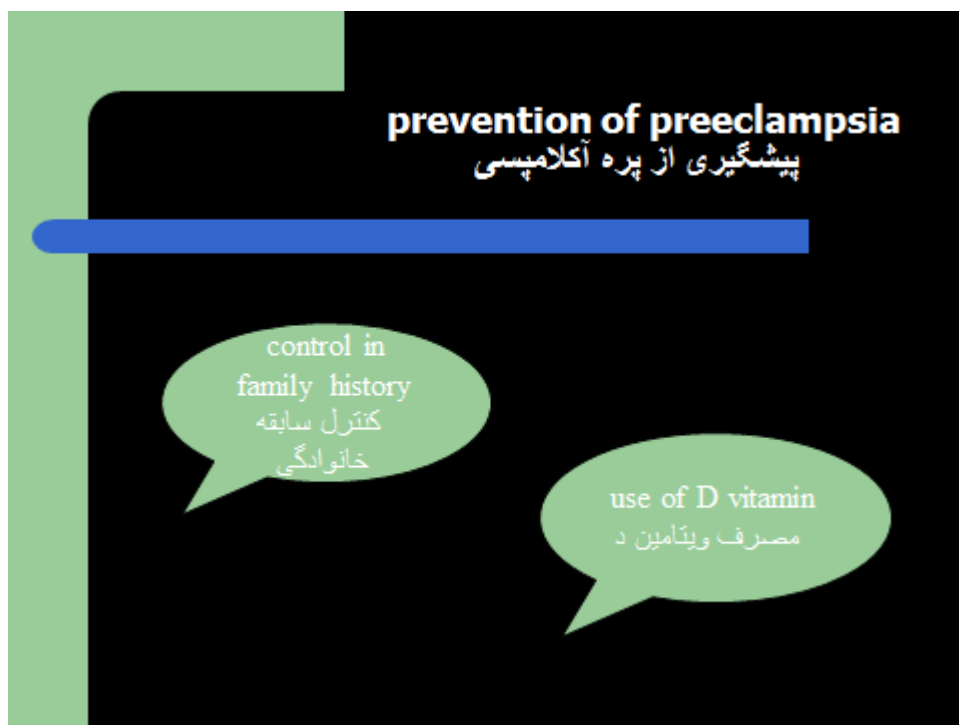 prevention of preeclampsia
پیشگیری از پره آکلامپسی
control in
family history
کنترل سابقه
خانوادگی
use of D vitamin
مصرف ویتامین د